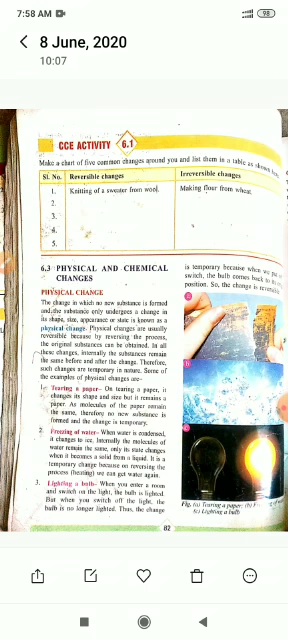 7:58 AM
98
8 June, 2020
10:07
CCE ACTIVITY 6.1
Make a chart of five common changes around you and list them in a table as shown
Sl. No. Reversible changes Irreversible changes
1. Knitting of a sweater from wool. Making flour from wheat.
2.
3.
4.
5.
6.3 PHYSICAL AND CHEMICAL
CHANGES
PHYSICAL CHANGE
The change in which no new substance is formed
and the substance only undergoes a change in
its shape, size, appearance or state is known as a
physical change. Physical changes are usually
reversible because by reversing the process,
the original substances can be obtained. In all
these changes, internally the substances remain
the same before and after the change. Therefore,
such changes are temporary in nature. Some of
the examples of physical changes are-
1. Tearing a paper- On tearing a paper, it
changes its shape and size but it remains a
paper. As molecules of the paper remain
the same, therefore no new substance is
formed and the change is temporary.
2. Freezing of water- When water is condensed,
it changes to ice. Internally the molecules of
water remain the same, only its state changes
when it becomes a solid from a liquid. It is a
temporary change because on reversing the
process (heating) we can get water again.
3. Lighting a bulb- When you enter a room
and switch on the light, the bulb is lighted.
But when you switch off the light, the
bulb is no longer lighted. Thus, the change
is temporary because when we put
switch, the bulb comes back to its
position. So, the change is reversible
a
b
c
Fig. (a) Tearing a paper; (b)
(c) Lighting a bulb
82